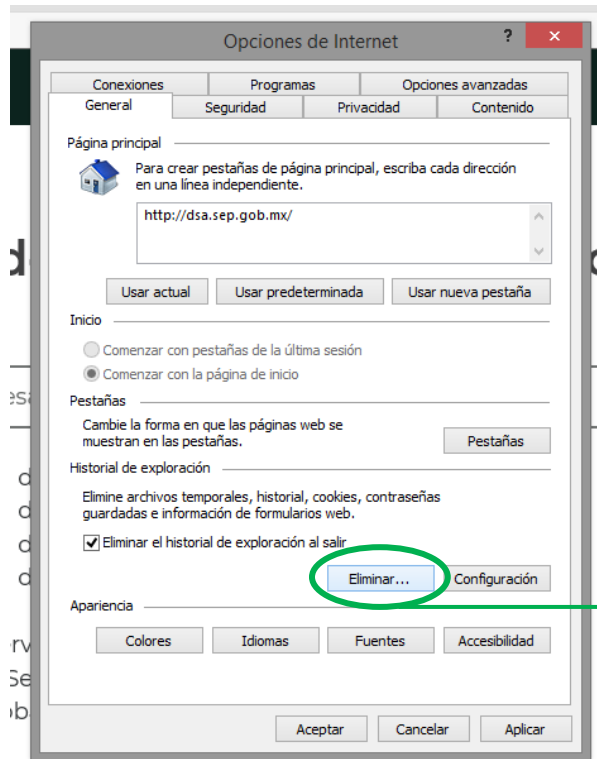 Opciones de Internet
?
Conexiones Programas Opciones avanzadas
General Seguridad Privacidad Contenido
Página principal
Para crear pestañas de página principal, escriba cada dirección
en una línea independiente.
http://dsa.sep.gob.mx/
Usar actual Usar predeterminada Usar nueva pestaña
Inicio
Comenzar con pestañas de la última sesión
Comenzar con la página de inicio
Pestañas
Cambie la forma en que las páginas web se
muestran en las pestañas.
Pestañas
Historial de exploración
Elimine archivos temporales, historial, cookies, contraseñas
guardadas e información de formularios web.
Eliminar el historial de exploración al salir
Eliminar... Configuración
Apariencia
Colores Idiomas Fuentes Accesibilidad
Aceptar Cancelar Aplicar